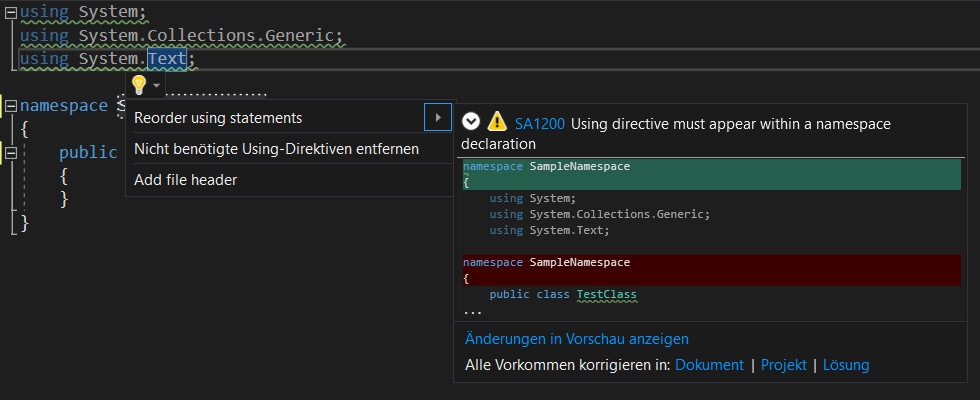 using System;
using System.Collections.Generic;
using System.Text;
namespace S
{
public
{
}
}
Reorder using statements
Nicht benötigte Using-Direktiven entfernen
Add file header
SA1200 Using directive must appear within a namespace
declaration
namespace SampleNamespace
{
using System;
using System.Collections.Generic;
using System.Text;
namespace SampleNamespace
{
public class TestClass
...
Änderungen in Vorschau anzeigen
Alle Vorkommen korrigieren in: Dokument | Projekt | Lösung